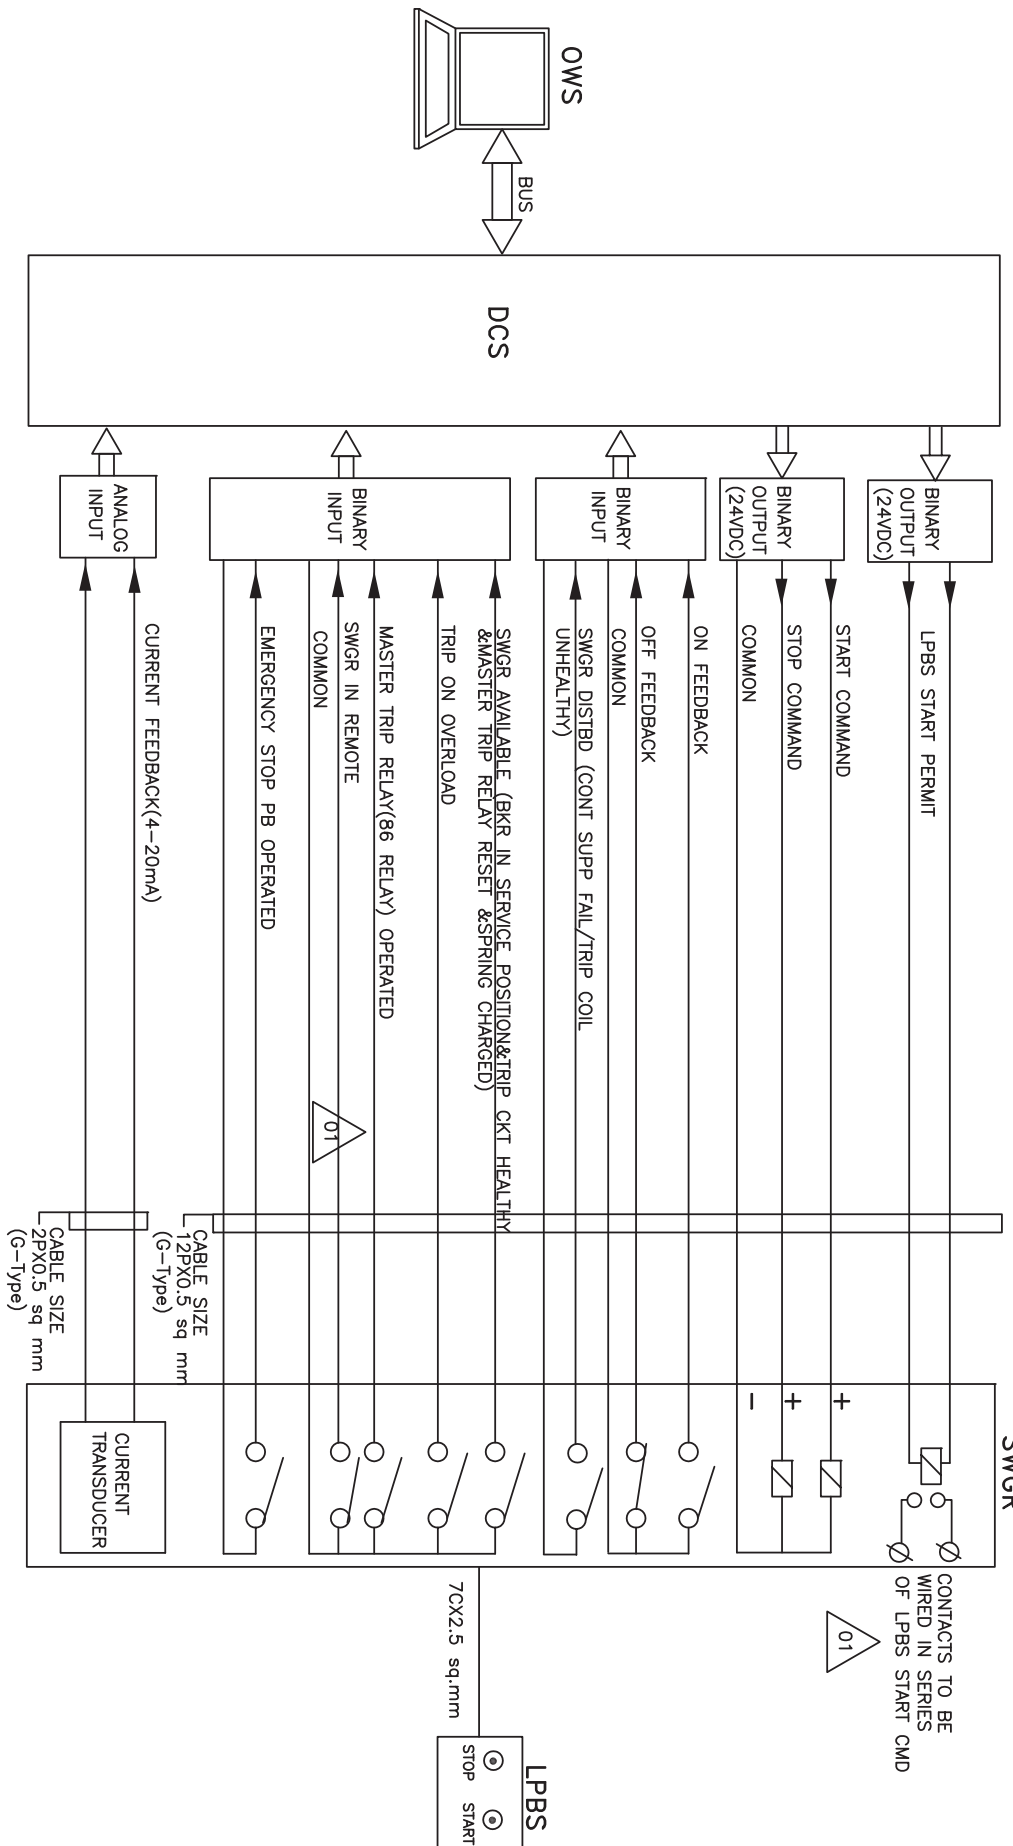 OWS
BUS
DCS
BINARY
OUTPUT
(24VDC)
LPBS START PERMIT
BINARY
OUTPUT
(24VDC)
START COMMAND
STOP COMMAND
COMMON
BINARY
INPUT
ON FEEDBACK
OFF FEEDBACK
COMMON
SWGR DISTBD (CONT SUPP FAIL/TRIP COIL
UNHEALTHY)
BINARY
INPUT
SWGR AVAILABLE (BKR IN SERVICE POSITION&TRIP CKT HEALTHY
&MASTER TRIP RELAY RESET &SPRING CHARGED)
TRIP ON OVERLOAD
MASTER TRIP RELAY(86 RELAY) OPERATED
SWGR IN REMOTE
COMMON
EMERGENCY STOP PB OPERATED
ANALOG
INPUT
CURRENT FEEDBACK(4-20mA)
01
CABLE SIZE
-12PX0.5 sq mm
(G-Type)
CABLE SIZE
-2PX0.5 sq mm
(G-Type)
SWGR
+
+
-
CURRENT
TRANSDUCER
CONTACTS TO BE
WIRED IN SERIES
OF LPBS START CMD
01
7CX2.5 sq.mm
LPBS
STOP
START